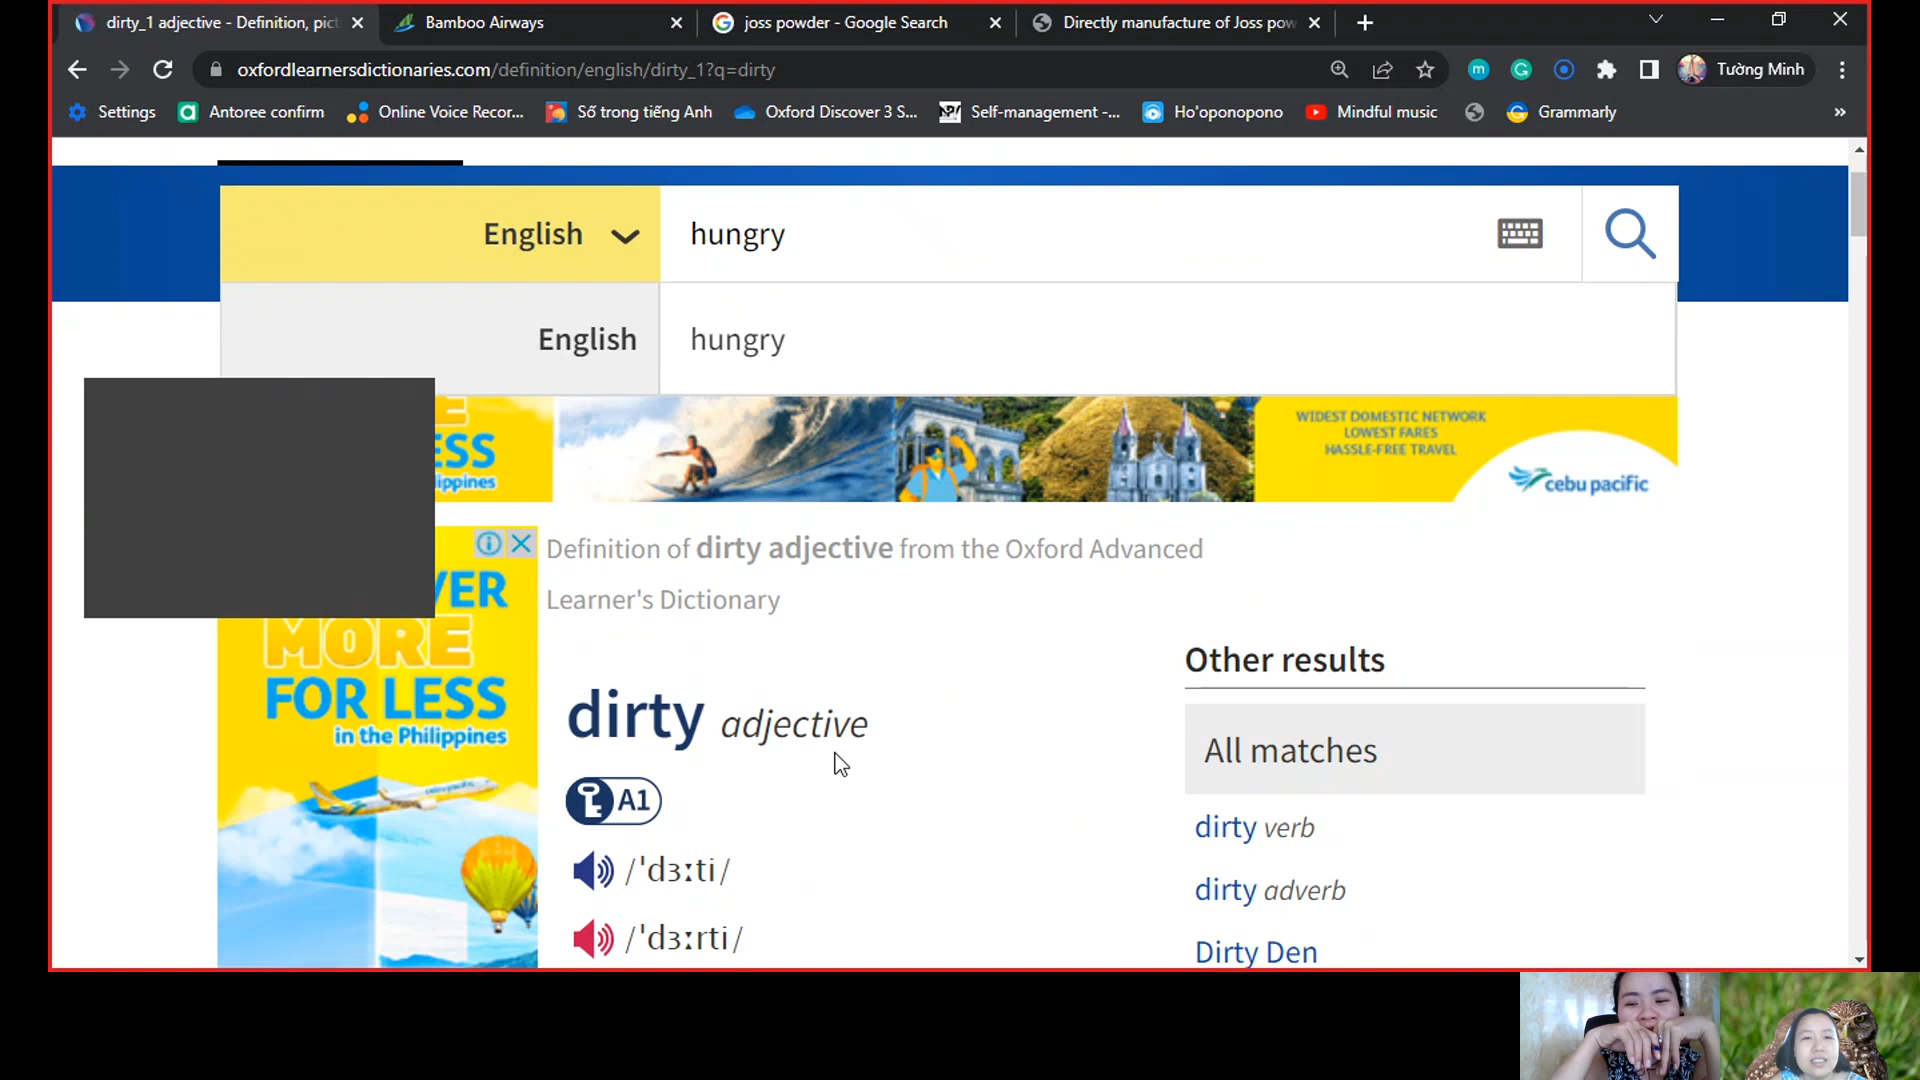 dirty_1 adjective - Definition, pict
Bamboo Airways
joss powder - Google Search
Directly manufacture of Joss pow
oxfordlearnersdictionaries.com/definition/english/dirty_1?q=dirty
Tường Minh
Settings
Antoree confirm
Online Voice Recor...
Số trong tiếng Anh
Oxford Discover 3 S...
Self-management -...
Ho'oponopono
Mindful music
Grammarly
English
hungry
English
hungry
ESS
ilippines
WIDEST DOMESTIC NETWORK
LOWEST FARES
HASSLE-FREE TRAVEL
cebu pacific
VER
MORE
FOR LESS
in the Philippines
Definition of dirty adjective from the Oxford Advanced
Learner's Dictionary
dirty adjective
A1
/ˈdɜːti/
/ˈdɜːrti/
Other results
All matches
dirty verb
dirty adverb
Dirty Den